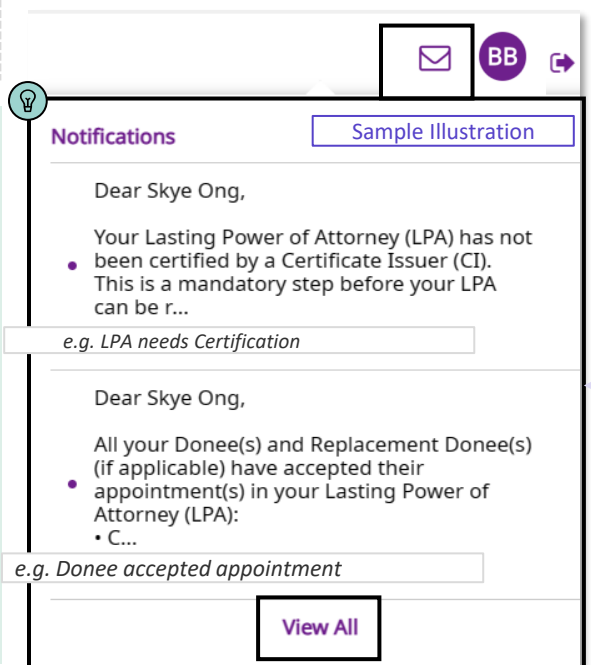 BB
Notifications
Sample Illustration
Dear Skye Ong,
Your Lasting Power of Attorney (LPA) has not
been certified by a Certificate Issuer (CI).
This is a mandatory step before your LPA
can be r...
e.g. LPA needs Certification
Dear Skye Ong,
All your Donee(s) and Replacement Donee(s)
(if applicable) have accepted their
appointment(s) in your Lasting Power of
Attorney (LPA):
• C...
e.g. Donee accepted appointment
View All